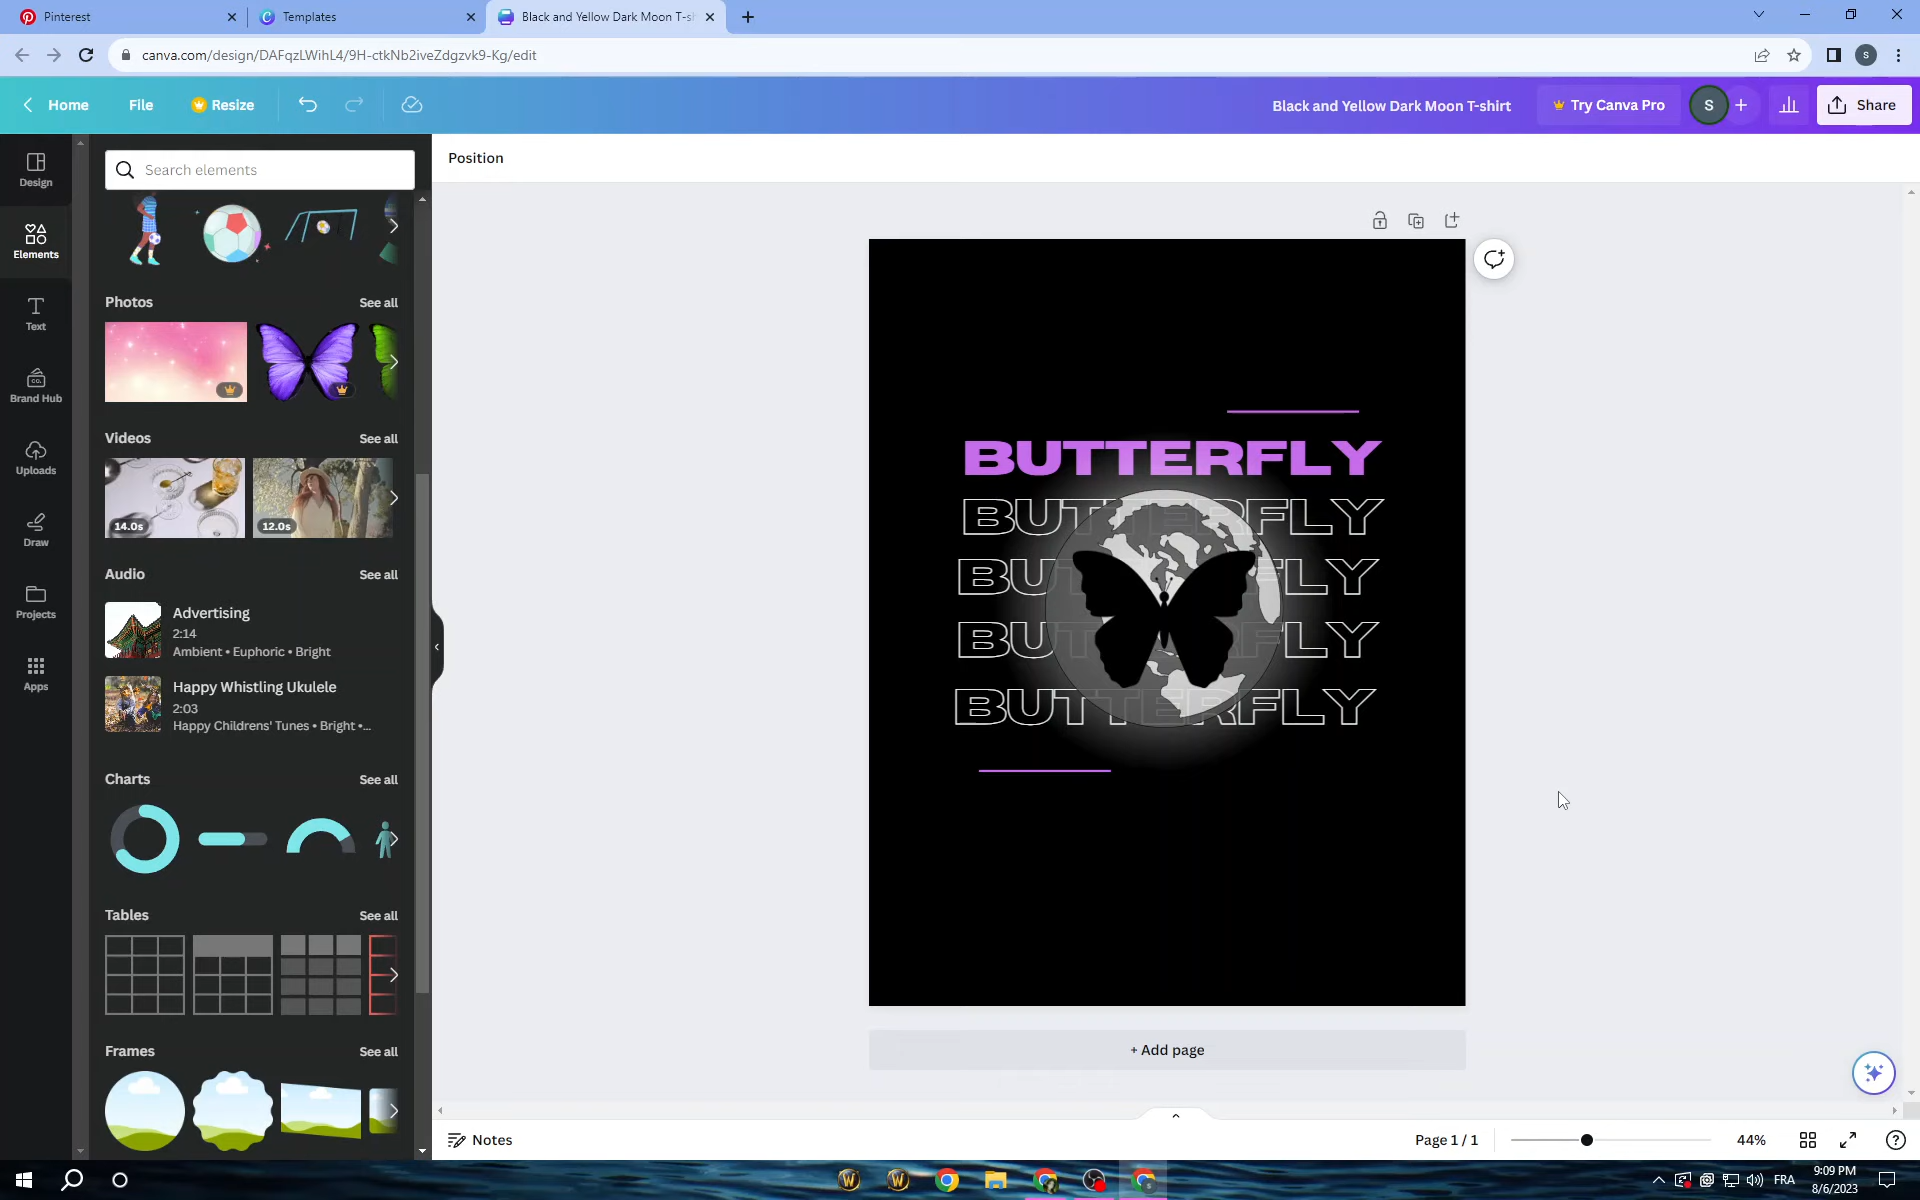 Pinterest
Templates
Black and Yellow Dark Moon T-sh
canva.com/design/DAFqzLWihL4/9H-ctkNb2iveZdgzvk9-Kg/edit
S
Home
File
Resize
Black and Yellow Dark Moon T-shirt
Try Canva Pro
S
Share
Design
Elements
Text
Brand Hub
Uploads
Draw
Projects
Apps
Search elements
Photos
See all
Videos
See all
14.0s
12.0s
Audio
See all
Advertising
2:14
Ambient • Euphoric • Bright
Happy Whistling Ukulele
2:03
Happy Childrens' Tunes • Bright •...
Charts
See all
Tables
See all
Frames
See all
Position
BUTTERFLY
BUTTERFLY
BUTTERFLY
BUTTERFLY
BUTTERFLY
+ Add page
Notes
Page 1 / 1
44%
FRA
9:09 PM
8/6/2023